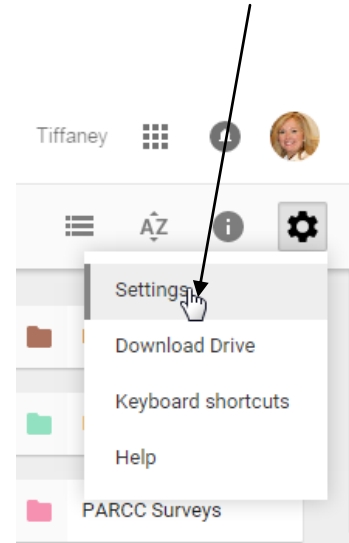 Tiffaney
AZ
Settings
Download Drive
Keyboard shortcuts
Help
PARCC Surveys